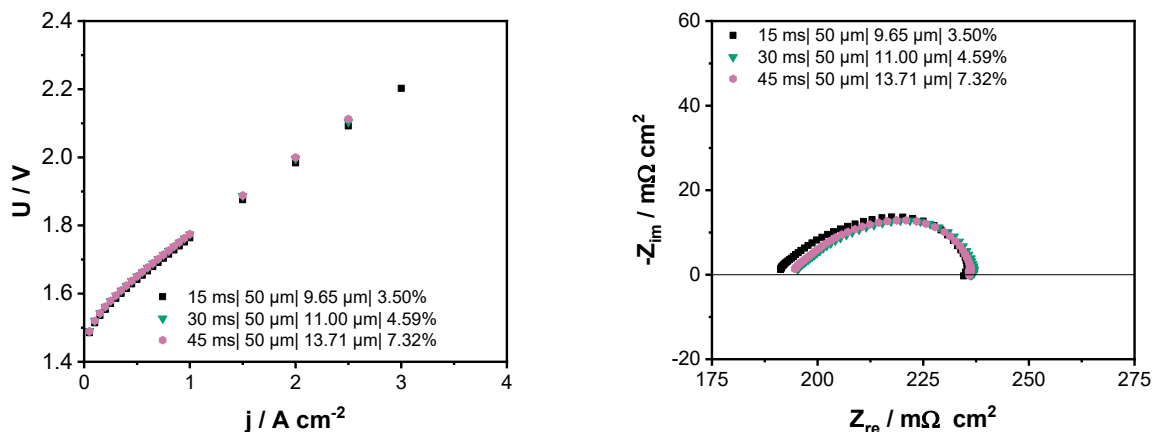 2.4
2.2
2.0
1.8
1.6
1.4
U / V
15 ms| 50 µm| 9.65 µm| 3.50%
30 ms| 50 µm| 11.00 µm| 4.59%
45 ms| 50 µm| 13.71 µm| 7.32%
0 1 2 3 4
j / A cm⁻²
60
40
20
0
-20
-Z_im / mΩ cm²
15 ms| 50 µm| 9.65 µm| 3.50%
30 ms| 50 µm| 11.00 µm| 4.59%
45 ms| 50 µm| 13.71 µm| 7.32%
175 200 225 250 275
Z_re / mΩ cm²